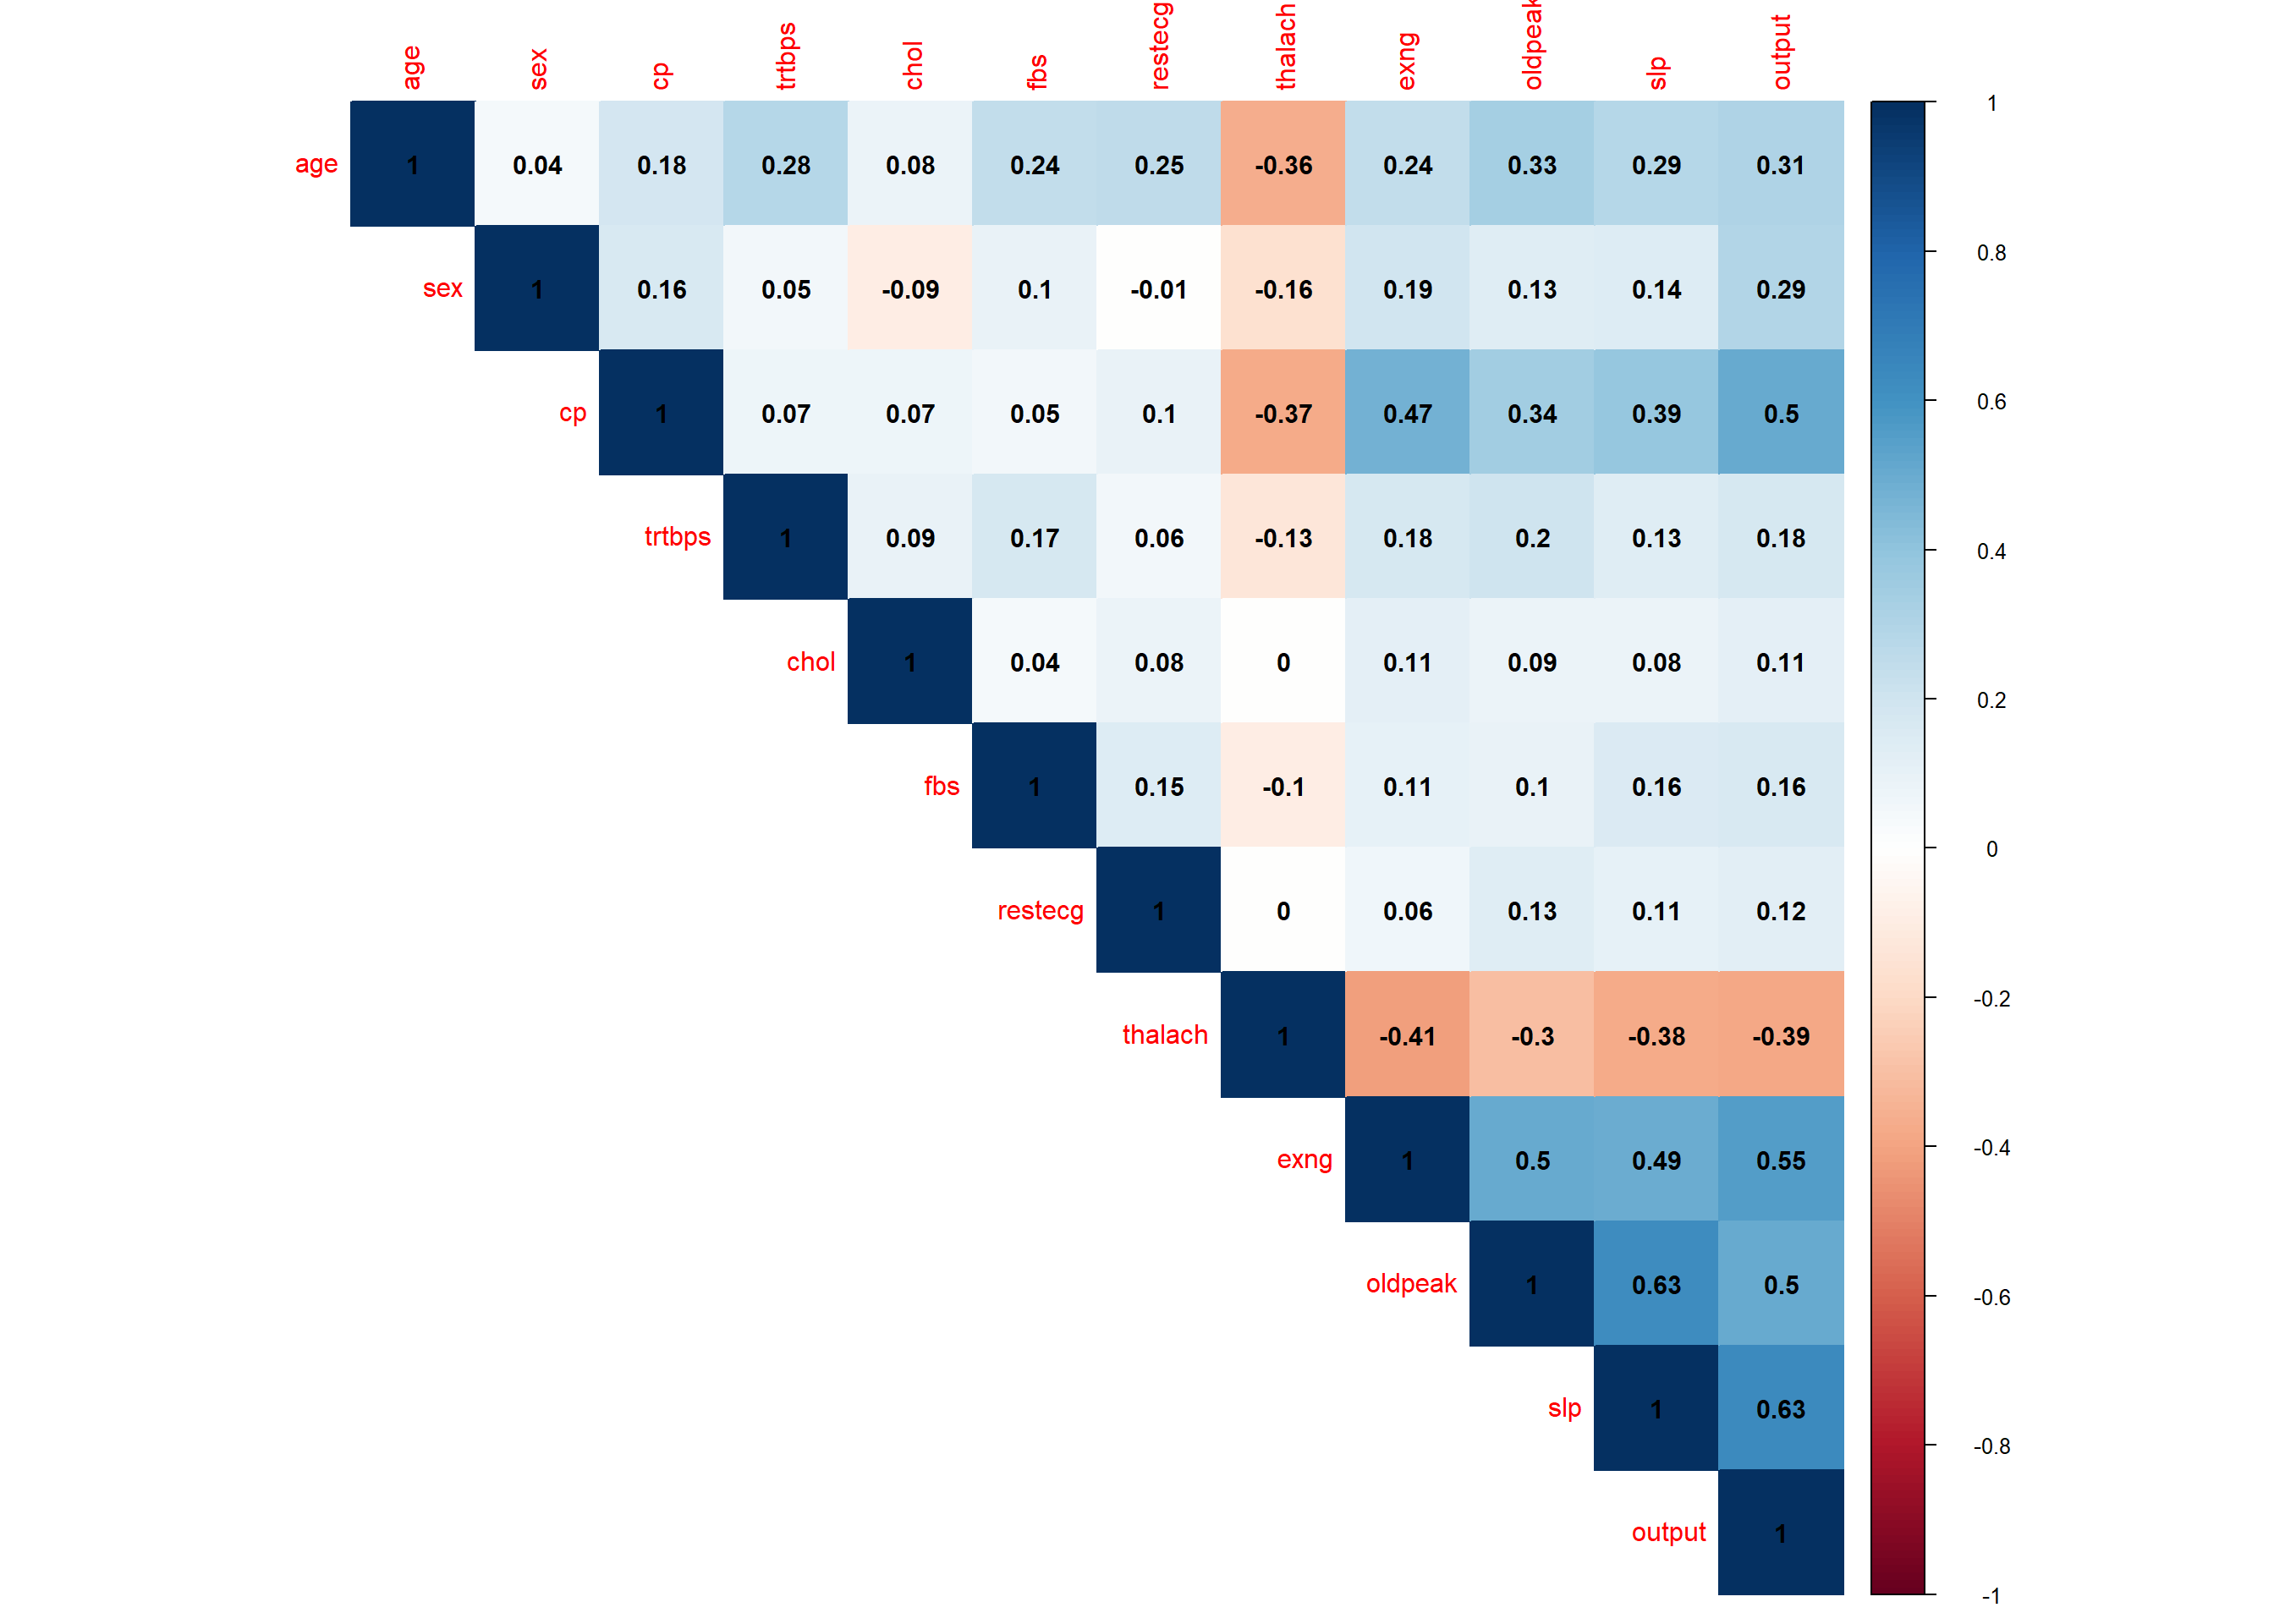 age sex cp trtbps chol fbs restecg thalach exng oldpeak slp output
age 1 0.04 0.18 0.28 0.08 0.24 0.25 -0.36 0.24 0.33 0.29 0.31
sex 1 0.16 0.05 -0.09 0.1 -0.01 -0.16 0.19 0.13 0.14 0.29
cp 1 0.07 0.07 0.05 0.1 -0.37 0.47 0.34 0.39 0.5
trtbps 1 0.09 0.17 0.06 -0.13 0.18 0.2 0.13 0.18
chol 1 0.04 0.08 0 0.11 0.09 0.08 0.11
fbs 1 0.15 -0.1 0.11 0.1 0.16 0.16
restecg 1 0 0.06 0.13 0.11 0.12
thalach 1 -0.41 -0.3 -0.38 -0.39
exng 1 0.5 0.49 0.55
oldpeak 1 0.63 0.5
slp 1 0.63
output 1
1
0.8
0.6
0.4
0.2
0
-0.2
-0.4
-0.6
-0.8
-1